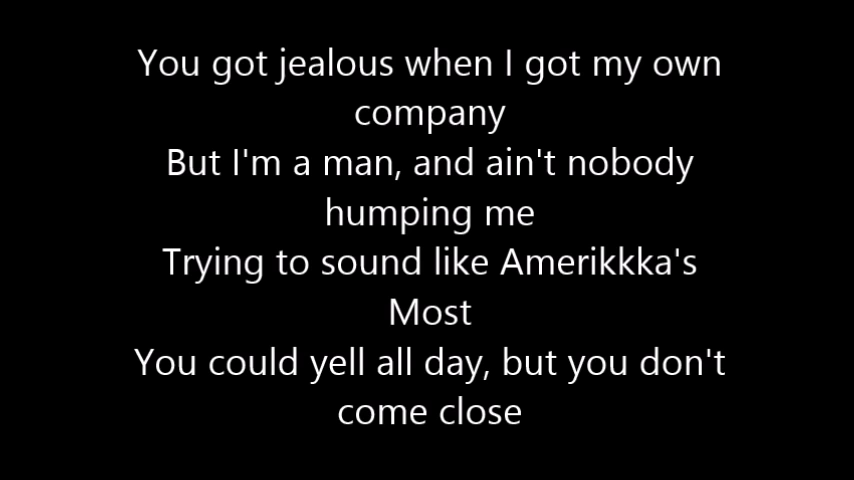 You got jealous when I got my own
company
But I'm a man, and ain't nobody
humping me
Trying to sound like Amerikkka's
Most
You could yell all day, but you don't
come close